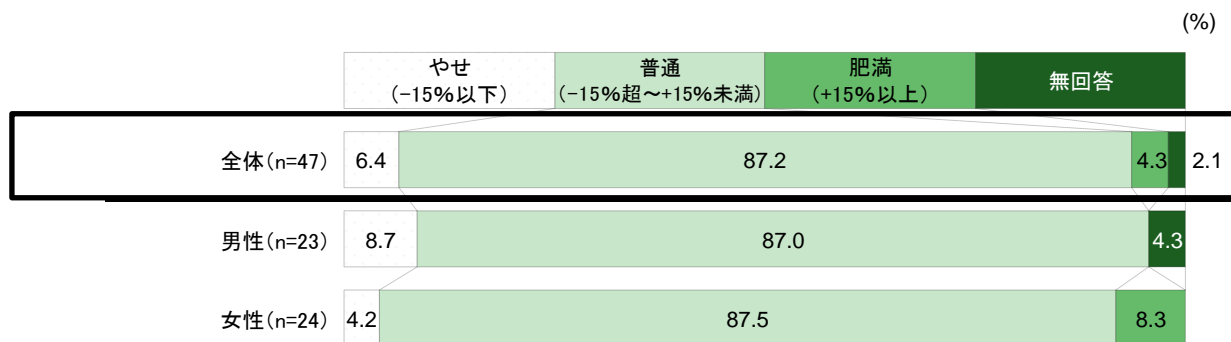 (%)
やせ
(-15%以下)
普通
(-15%超~+15%未満)
肥満
(+15%以上)
無回答
全体(n=47) 6.4 87.2 4.3 2.1
男性(n=23) 8.7 87.0 4.3
女性(n=24) 4.2 87.5 8.3